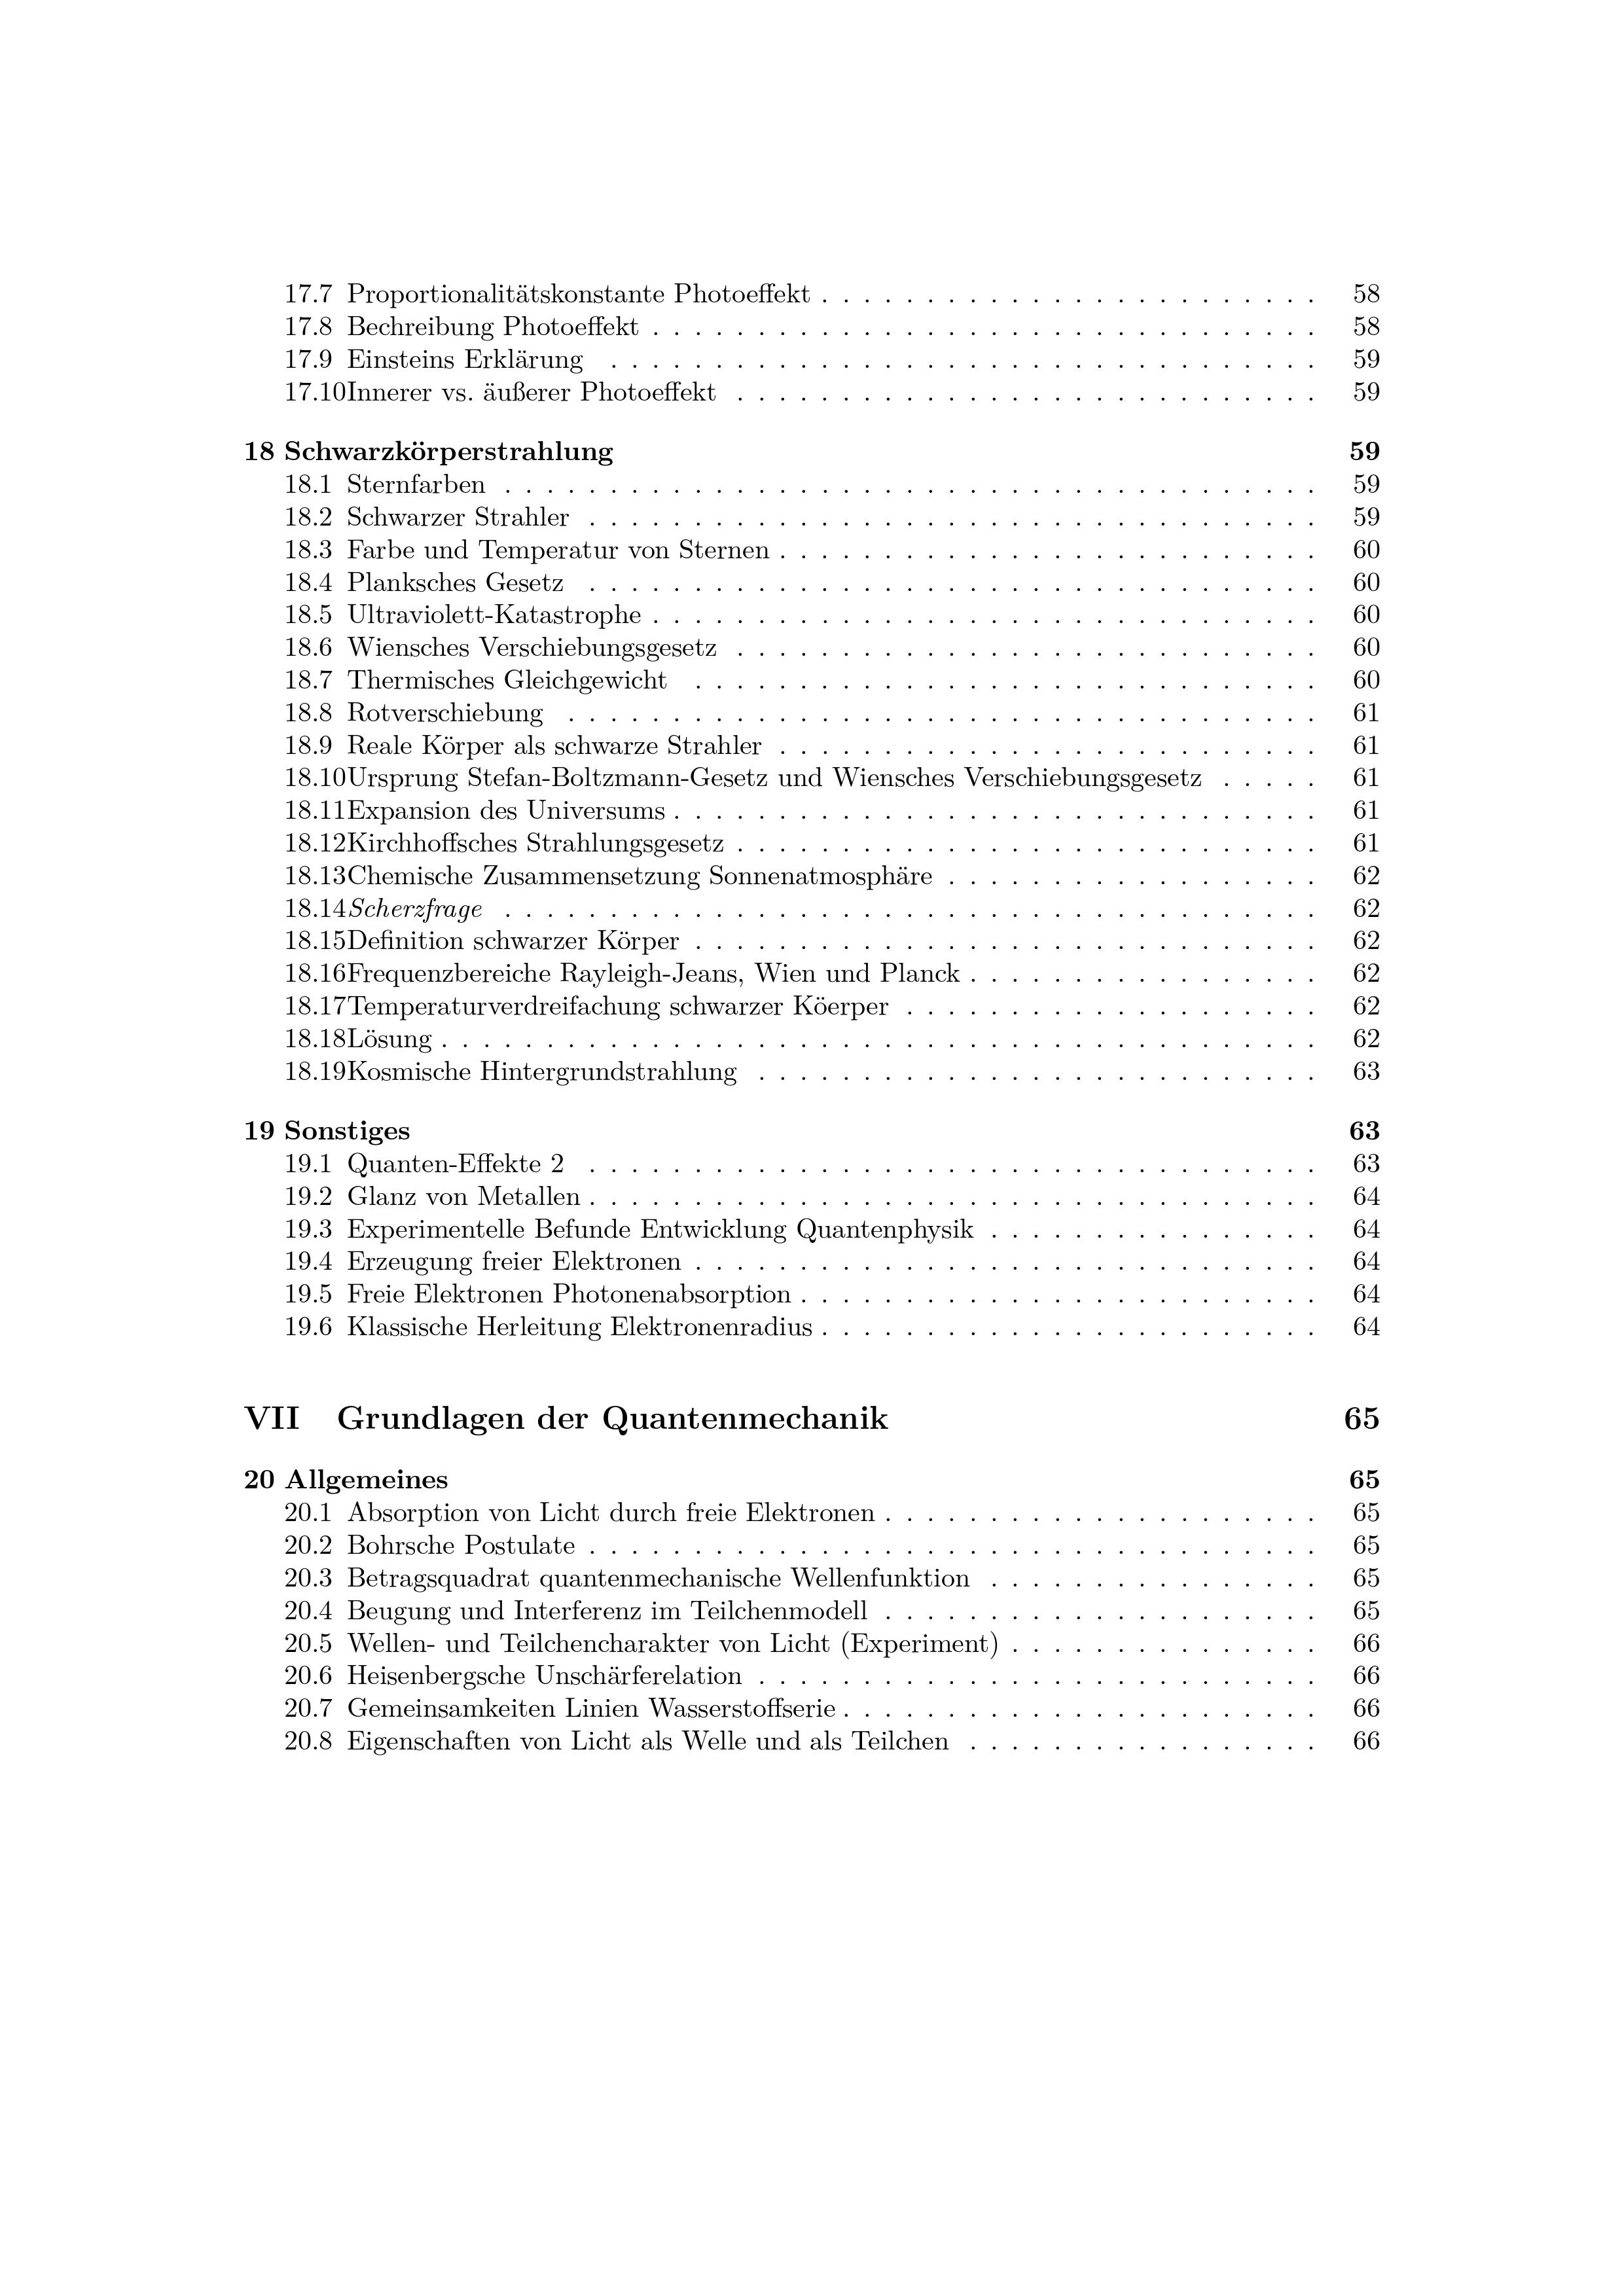 17.7 Proportionalitätskonstante Photoeffekt . . . . . . . . . . . . . . . . . . . . . . . . 58
17.8 Bechreibung Photoeffekt . . . . . . . . . . . . . . . . . . . . . . . . . . . . . . . . 58
17.9 Einsteins Erklärung . . . . . . . . . . . . . . . . . . . . . . . . . . . . . . . . . . 59
17.10Innerer vs. äußerer Photoeffekt . . . . . . . . . . . . . . . . . . . . . . . . . . . . 59
18 Schwarzkörperstrahlung 59
18.1 Sternfarben . . . . . . . . . . . . . . . . . . . . . . . . . . . . . . . . . . . . . . . 59
18.2 Schwarzer Strahler . . . . . . . . . . . . . . . . . . . . . . . . . . . . . . . . . . . 59
18.3 Farbe und Temperatur von Sternen . . . . . . . . . . . . . . . . . . . . . . . . . . 60
18.4 Planksches Gesetz . . . . . . . . . . . . . . . . . . . . . . . . . . . . . . . . . . . 60
18.5 Ultraviolett-Katastrophe . . . . . . . . . . . . . . . . . . . . . . . . . . . . . . . . 60
18.6 Wiensches Verschiebungsgesetz . . . . . . . . . . . . . . . . . . . . . . . . . . . . 60
18.7 Thermisches Gleichgewicht . . . . . . . . . . . . . . . . . . . . . . . . . . . . . . 60
18.8 Rotverschiebung . . . . . . . . . . . . . . . . . . . . . . . . . . . . . . . . . . . . 61
18.9 Reale Körper als schwarze Strahler . . . . . . . . . . . . . . . . . . . . . . . . . . 61
18.10Ursprung Stefan-Boltzmann-Gesetz und Wiensches Verschiebungsgesetz . . . . . 61
18.11Expansion des Universums . . . . . . . . . . . . . . . . . . . . . . . . . . . . . . . 61
18.12Kirchhoffsches Strahlungsgesetz . . . . . . . . . . . . . . . . . . . . . . . . . . . . 61
18.13Chemische Zusammensetzung Sonnenatmosphäre . . . . . . . . . . . . . . . . . . 62
18.14Scherzfrage . . . . . . . . . . . . . . . . . . . . . . . . . . . . . . . . . . . . . . . 62
18.15Definition schwarzer Körper . . . . . . . . . . . . . . . . . . . . . . . . . . . . . . 62
18.16Frequenzbereiche Rayleigh-Jeans, Wien und Planck . . . . . . . . . . . . . . . . . 62
18.17Temperaturverdreifachung schwarzer Köerper . . . . . . . . . . . . . . . . . . . . 62
18.18Lösung . . . . . . . . . . . . . . . . . . . . . . . . . . . . . . . . . . . . . . . . . . 62
18.19Kosmische Hintergrundstrahlung . . . . . . . . . . . . . . . . . . . . . . . . . . . 63
19 Sonstiges 63
19.1 Quanten-Effekte 2 . . . . . . . . . . . . . . . . . . . . . . . . . . . . . . . . . . . 63
19.2 Glanz von Metallen . . . . . . . . . . . . . . . . . . . . . . . . . . . . . . . . . . . 64
19.3 Experimentelle Befunde Entwicklung Quantenphysik . . . . . . . . . . . . . . . . 64
19.4 Erzeugung freier Elektronen . . . . . . . . . . . . . . . . . . . . . . . . . . . . . . 64
19.5 Freie Elektronen Photonenabsorption . . . . . . . . . . . . . . . . . . . . . . . . . 64
19.6 Klassische Herleitung Elektronenradius . . . . . . . . . . . . . . . . . . . . . . . . 64
VII Grundlagen der Quantenmechanik 65
20 Allgemeines 65
20.1 Absorption von Licht durch freie Elektronen . . . . . . . . . . . . . . . . . . . . . 65
20.2 Bohrsche Postulate . . . . . . . . . . . . . . . . . . . . . . . . . . . . . . . . . . . 65
20.3 Betragsquadrat quantenmechanische Wellenfunktion . . . . . . . . . . . . . . . . 65
20.4 Beugung und Interferenz im Teilchenmodell . . . . . . . . . . . . . . . . . . . . . 65
20.5 Wellen- und Teilchencharakter von Licht (Experiment) . . . . . . . . . . . . . . . 66
20.6 Heisenbergsche Unschärferelation . . . . . . . . . . . . . . . . . . . . . . . . . . . 66
20.7 Gemeinsamkeiten Linien Wasserstoffserie . . . . . . . . . . . . . . . . . . . . . . . 66
20.8 Eigenschaften von Licht als Welle und als Teilchen . . . . . . . . . . . . . . . . . 66